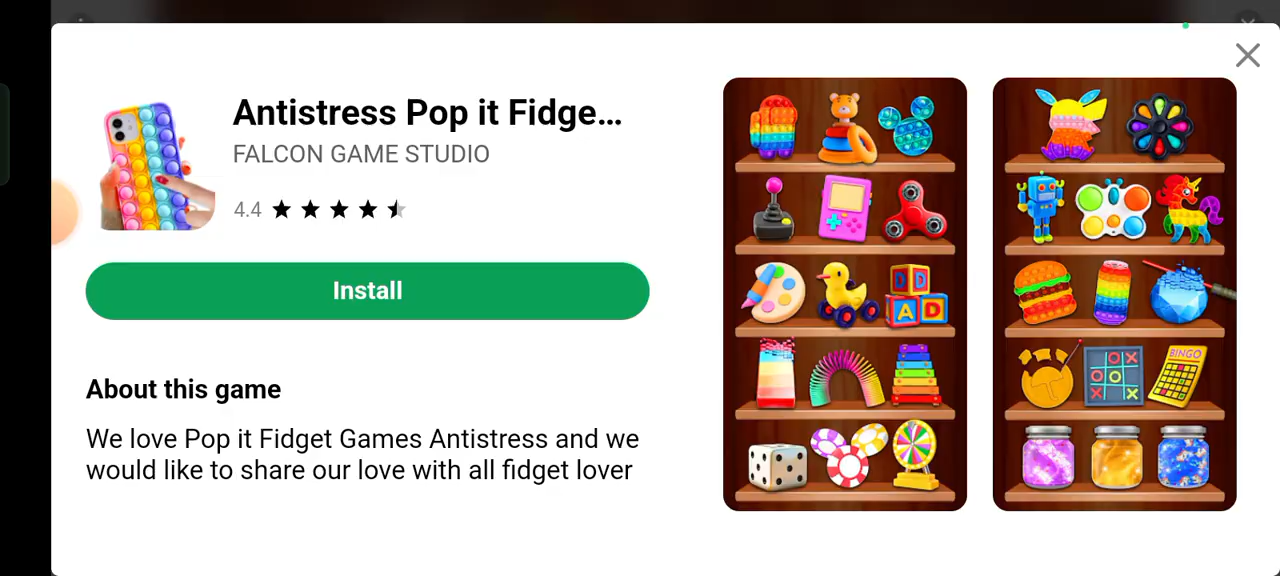 Antistress Pop it Fidge...
FALCON GAME STUDIO
4.4
Install
About this game
We love Pop it Fidget Games Antistress and we
would like to share our love with all fidget lover
D D
A D
BINGO